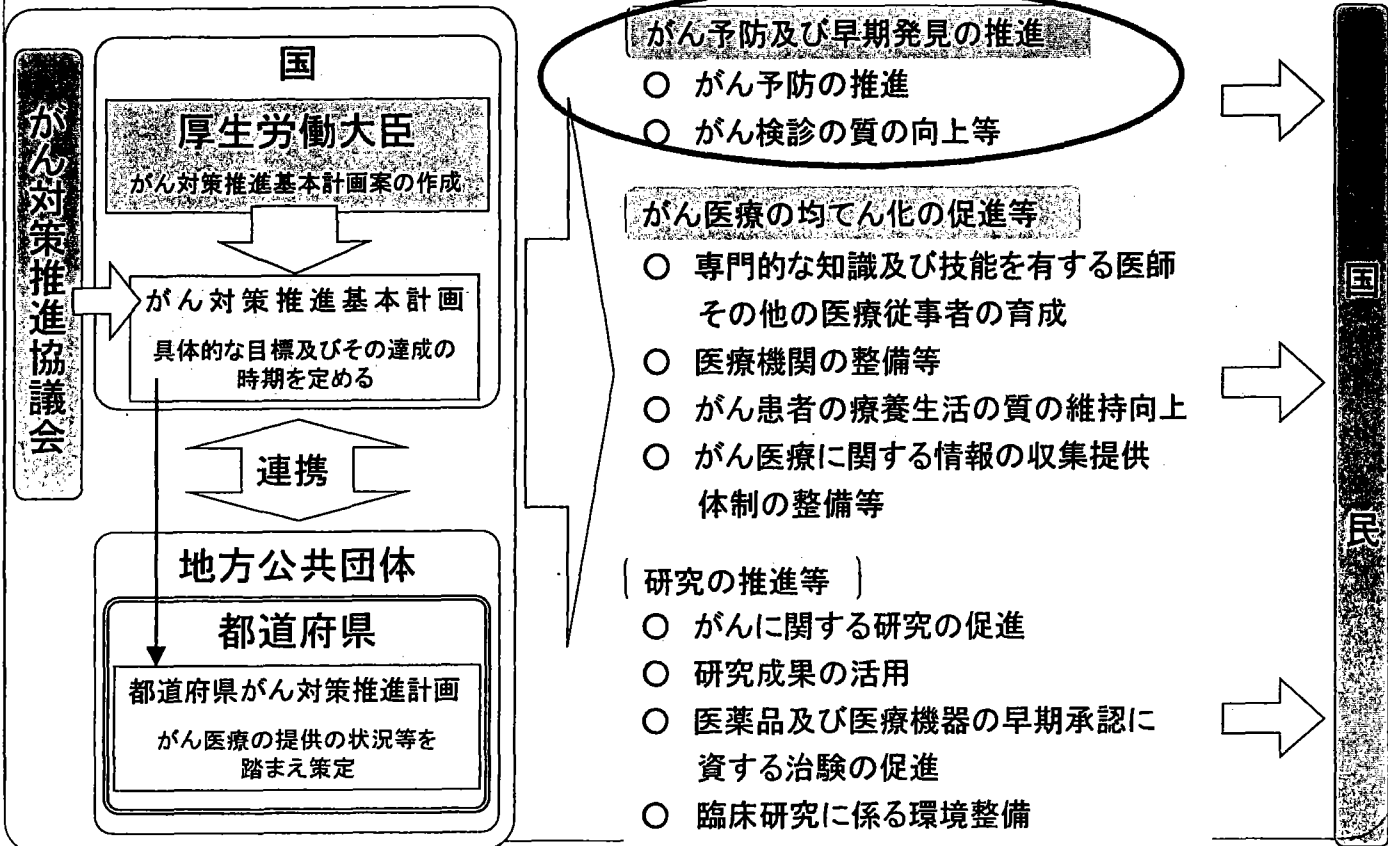 がん対策推進協議会
国
厚生労働大臣
がん対策推進基本計画案の作成
がん対策推進基本計画
具体的な目標及びその達成の
時期を定める
連携
地方公共団体
都道府県
都道府県がん対策推進計画
がん医療の提供の状況等を
踏まえ策定
がん予防及び早期発見の推進
○ がん予防の推進
○ がん検診の質の向上等
がん医療の均てん化の促進等
○ 専門的な知識及び技能を有する医師
その他の医療従事者の育成
○ 医療機関の整備等
○ がん患者の療養生活の質の維持向上
○ がん医療に関する情報の収集提供
体制の整備等
研究の推進等
○ がんに関する研究の促進
○ 研究成果の活用
○ 医薬品及び医療機器の早期承認に
資する治験の促進
○ 臨床研究に係る環境整備
国民